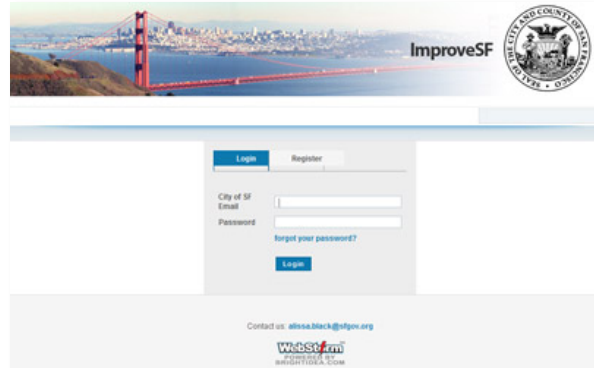 ImproveSF
SEAL OF THE CITY AND COUNTY OF SAN FRANCISCO
Login Register
City of SF
Email
Password
forgot your password?
Login
Contact us: alissa.black@sfgov.org
WebStorm
POWERED BY
BRIGHTIDEA.COM